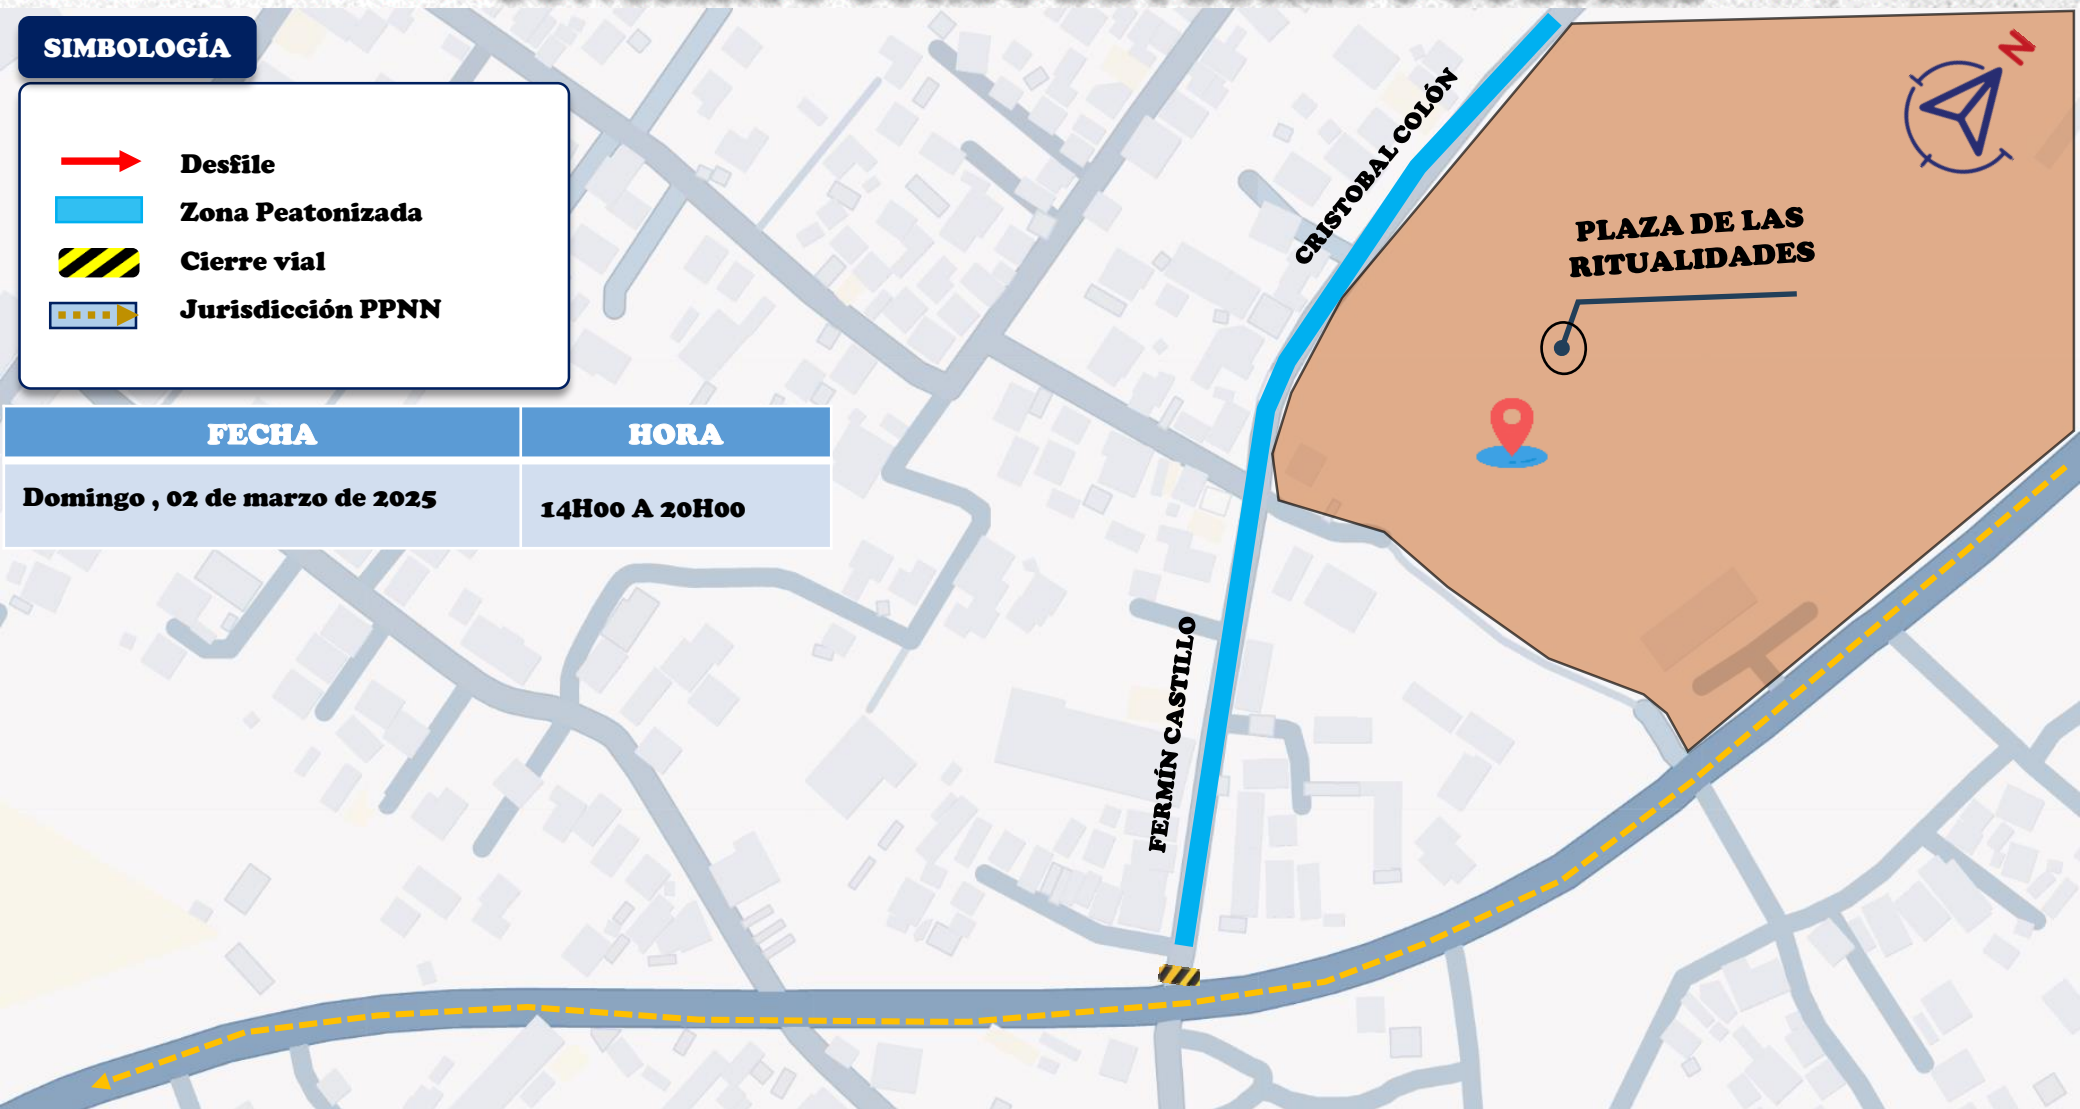 SIMBOLOGÍA
Desfile
Zona Peatonizada
Cierre vial
Jurisdicción PPNN
FECHA
HORA
Domingo , 02 de marzo de 2025
14H00 A 20H00
CRISTOBAL COLÓN
FERMÍN CASTILLO
PLAZA DE LAS
RITUALIDADES
N